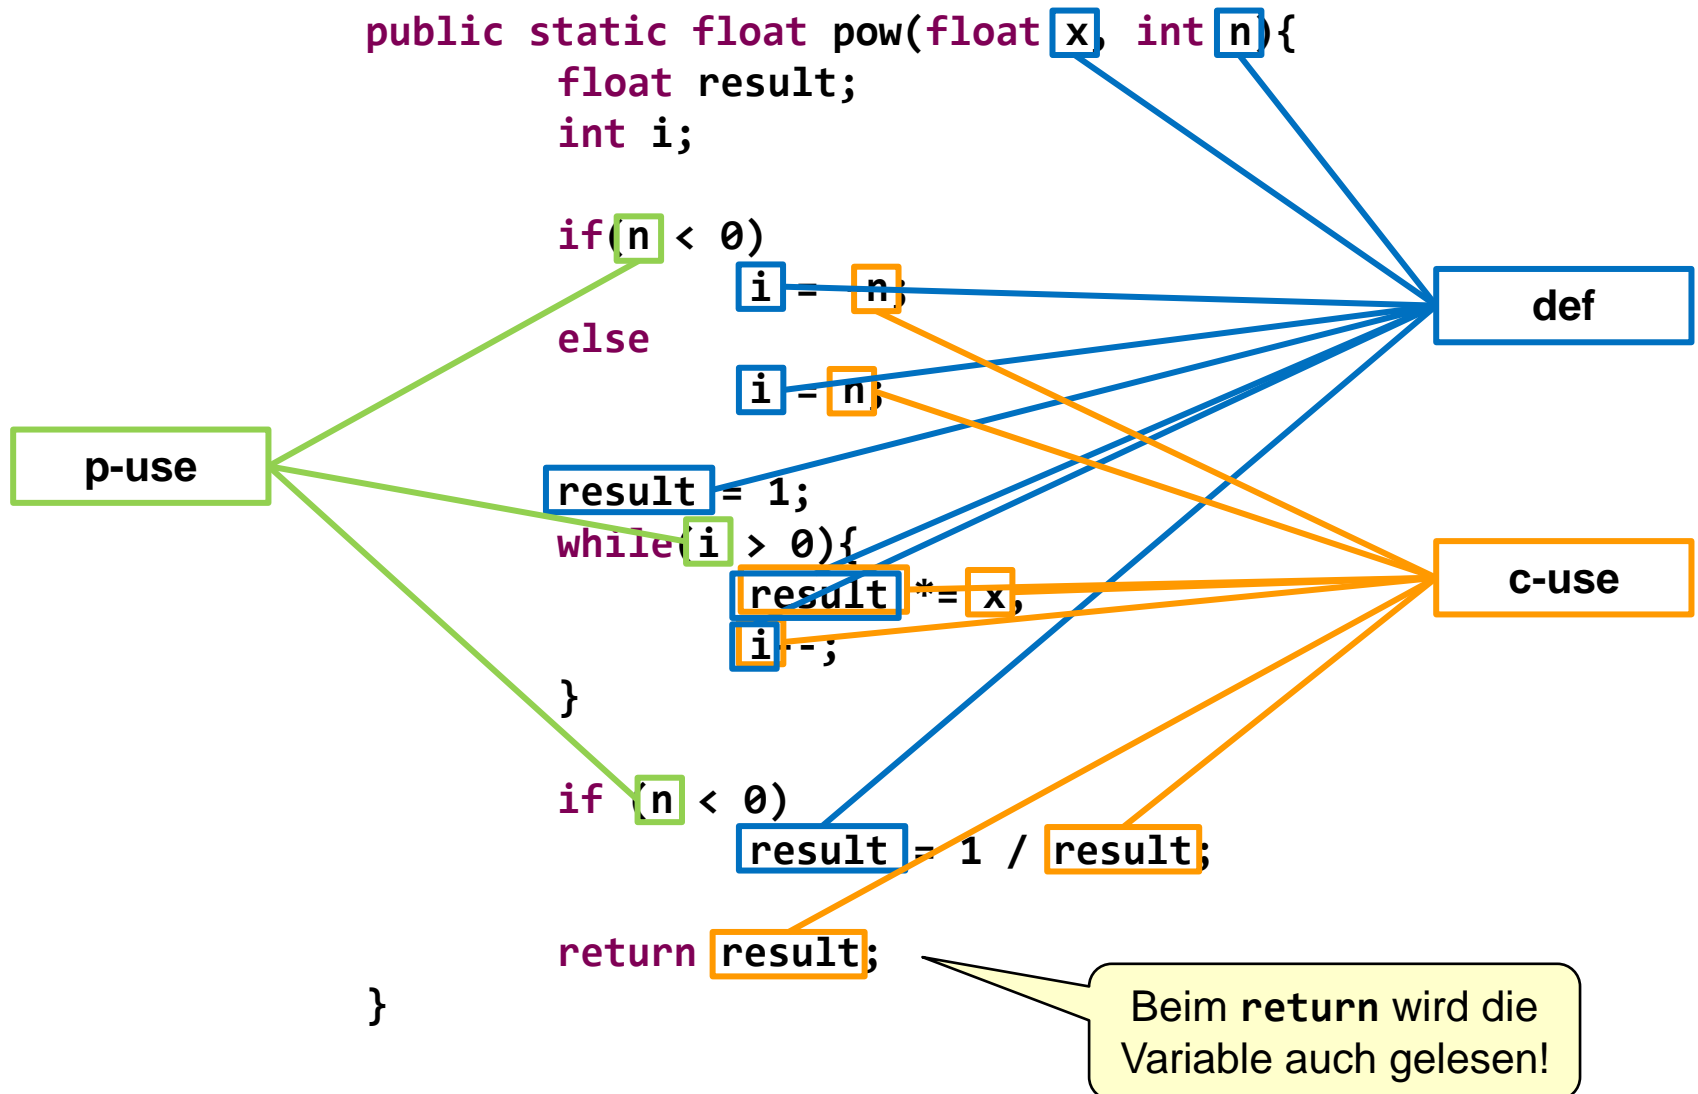 public static float pow(float x, int n){
float result;
int i;
if(n < 0)
i = n;
else
i = n;
result = 1;
while(i > 0){
result *= x;
i--;
}
if (n < 0)
result = 1 / result;
return result;
}
p-use
def
c-use
Beim return wird die
Variable auch gelesen!